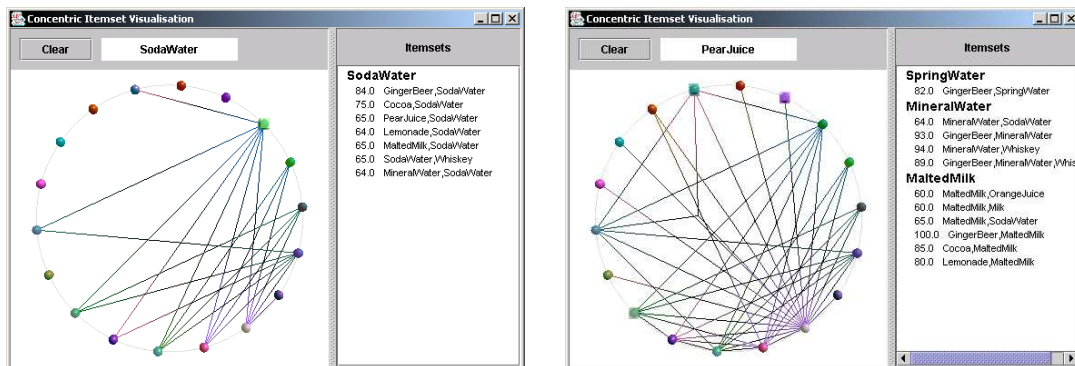 Concentric Itemset Visualisation
Clear
SodaWater
Itemsets
SodaWater
84.0 GingerBeer,SodaWater
75.0 Cocoa,SodaWater
65.0 PearJuice,SodaWater
64.0 Lemonade,SodaWater
65.0 MaltedMilk,SodaWater
65.0 SodaWater,Whiskey
64.0 MineralWater,SodaWater
Concentric Itemset Visualisation
Clear
PearJuice
Itemsets
SpringWater
82.0 GingerBeer,SpringWater
MineralWater
64.0 MineralWater,SodaWater
93.0 GingerBeer,MineralWater
94.0 MineralWater,Whiskey
89.0 GingerBeer,MineralWater,Whis
MaltedMilk
60.0 MaltedMilk,OrangeJuice
60.0 MaltedMilk,Milk
65.0 MaltedMilk,SodaWater
100.0 GingerBeer,MaltedMilk
85.0 Cocoa,MaltedMilk
80.0 Lemonade,MaltedMilk